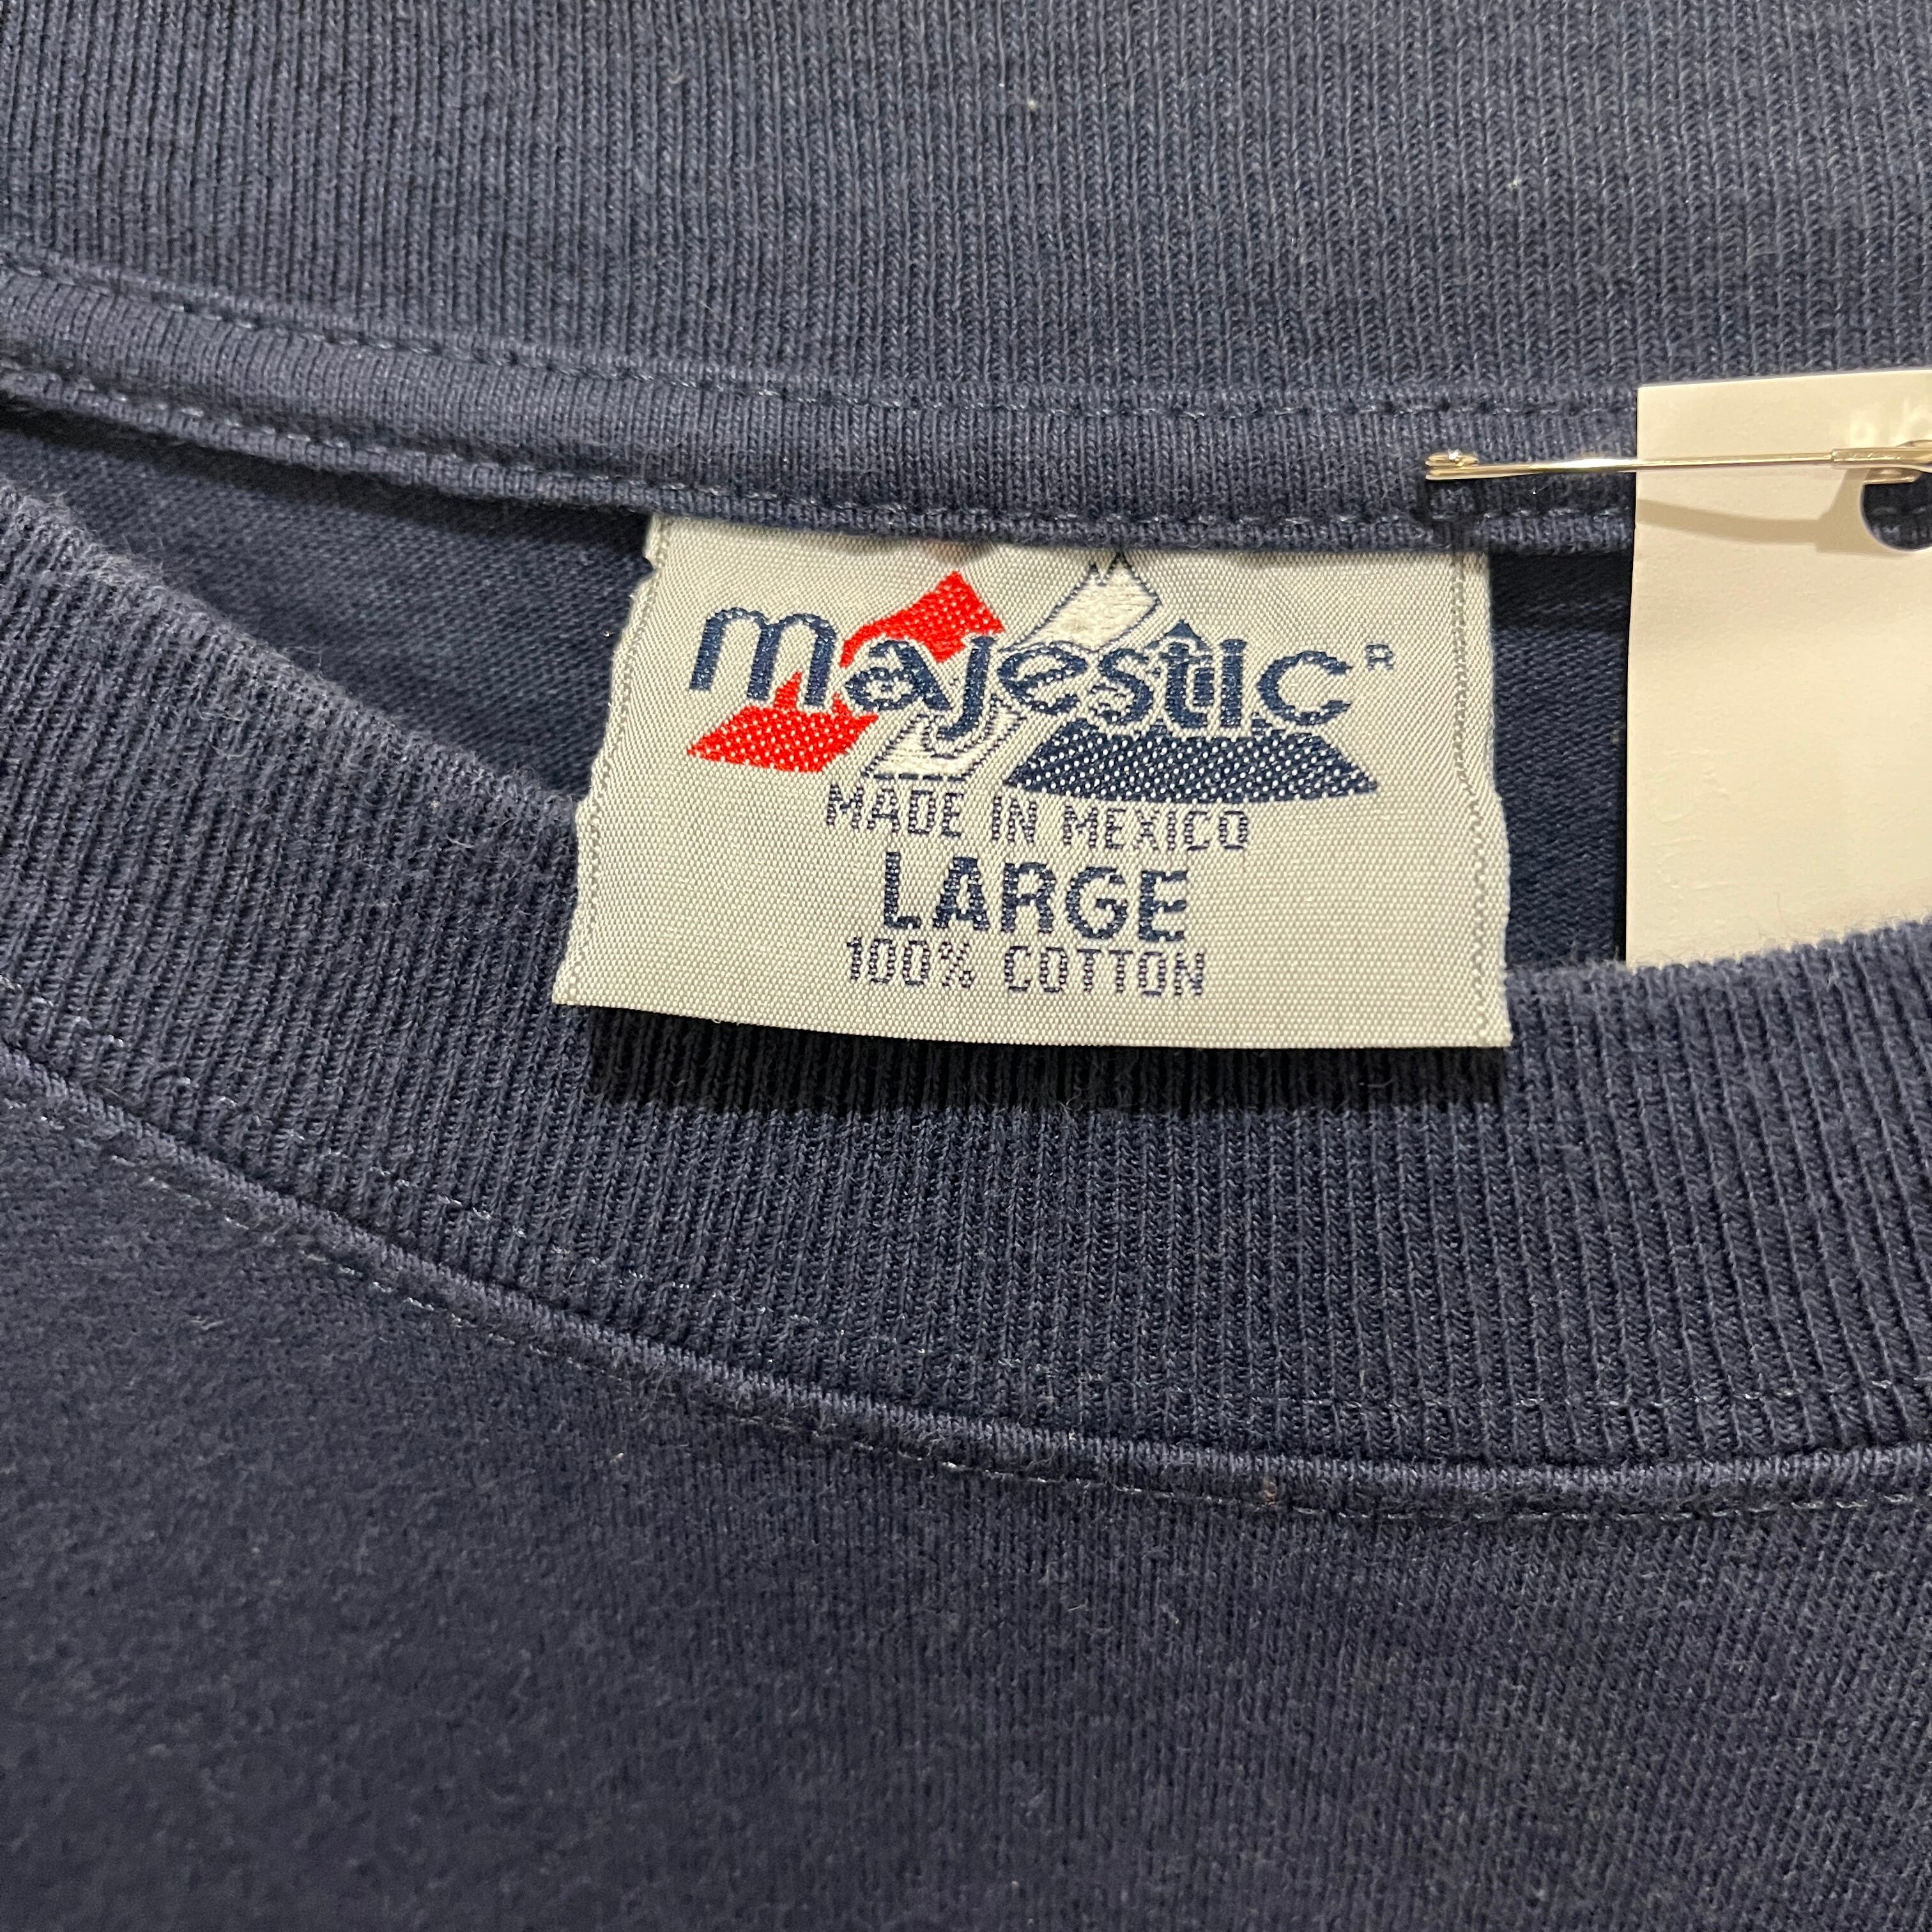 majestic®
MADE IN MEXICO
LARGE
100% COTTON